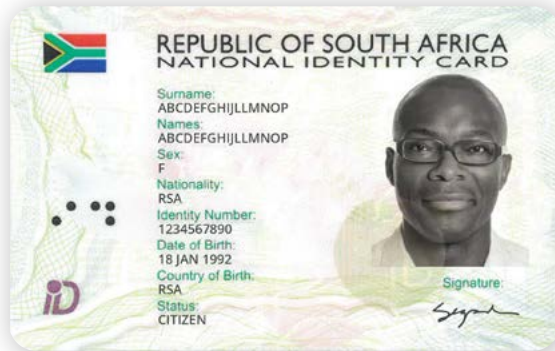 REPUBLIC OF SOUTH AFRICA
NATIONAL IDENTITY CARD
Surname:
ABCDEFGHIJLLMNOP
Names:
ABCDEFGHIJLLMNOP
Sex:
F
Nationality:
RSA
Identity Number:
1234567890
Date of Birth:
18 JAN 1992
Country of Birth:
RSA
Status:
CITIZEN
iD
Signature: